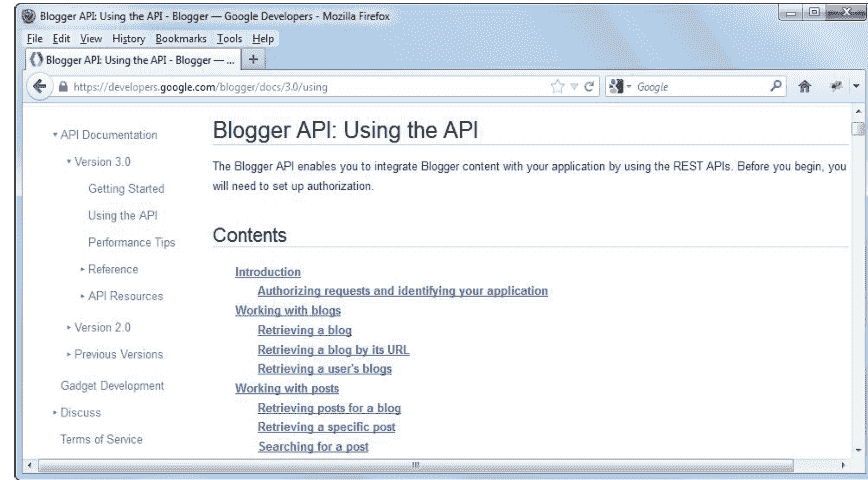 Blogger API: Using the API - Blogger — Google Developers - Mozilla Firefox
File Edit View History Bookmarks Tools Help
Blogger API: Using the API - Blogger — ...
https://developers.google.com/blogger/docs/3.0/using
Google
API Documentation
Version 3.0
Getting Started
Using the API
Performance Tips
Reference
API Resources
Version 2.0
Previous Versions
Gadget Development
Discuss
Terms of Service
Blogger API: Using the API
The Blogger API enables you to integrate Blogger content with your application by using the REST APIs. Before you begin, you
will need to set up authorization.
Contents
Introduction
Authorizing requests and identifying your application
Working with blogs
Retrieving a blog
Retrieving a blog by its URL
Retrieving a user's blogs
Working with posts
Retrieving posts for a blog
Retrieving a specific post
Searching for a post